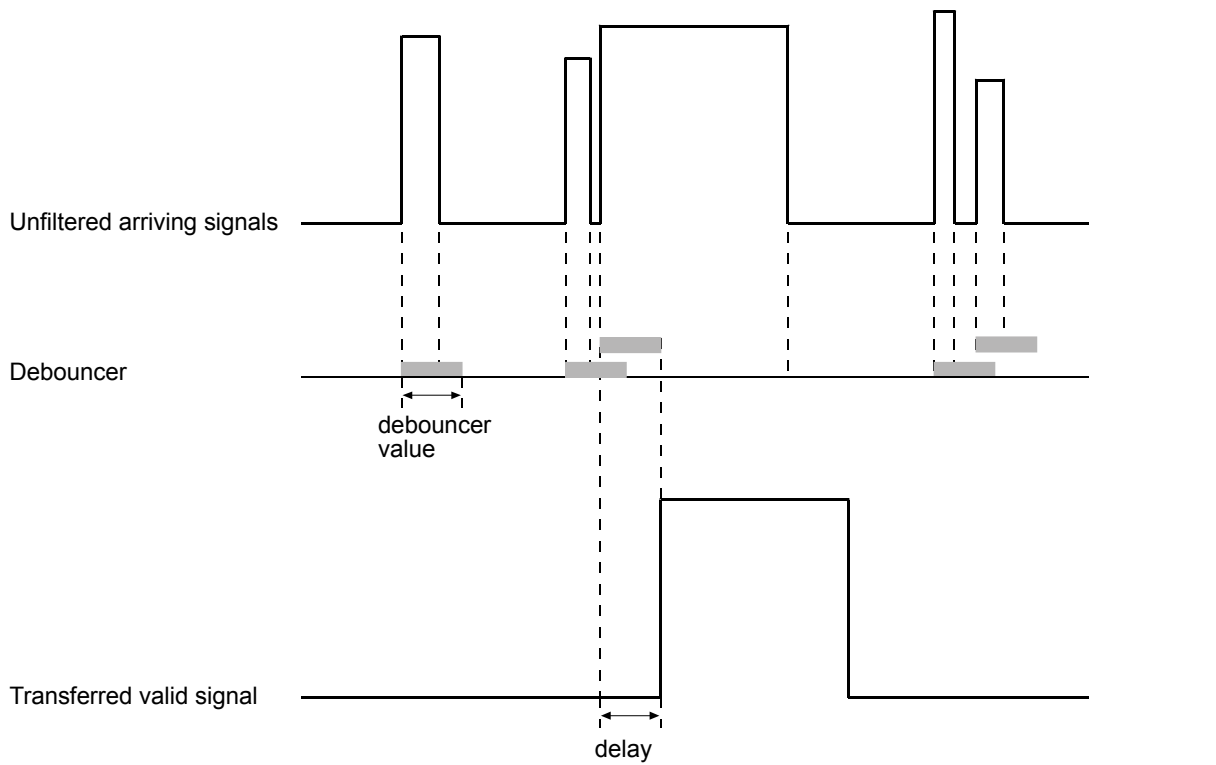 Unfiltered arriving signals
Debouncer
debouncer
value
Transferred valid signal
delay